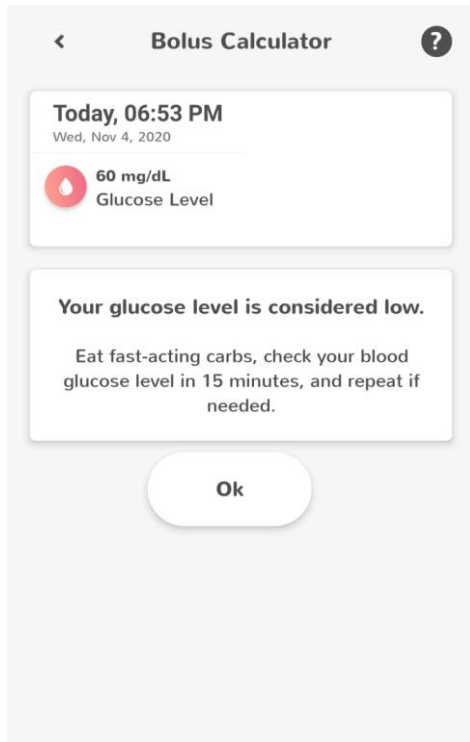 Bolus Calculator ?
Today, 06:53 PM
Wed, Nov 4, 2020
60 mg/dL
Glucose Level
Your glucose level is considered low.
Eat fast-acting carbs, check your blood
glucose level in 15 minutes, and repeat if
needed.
Ok